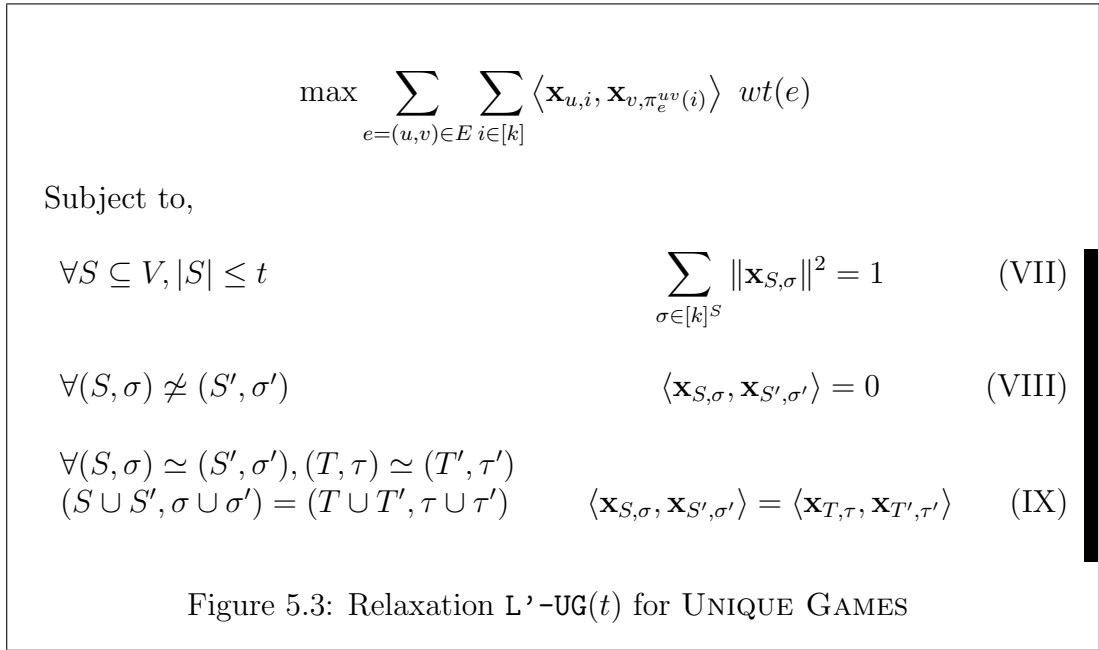 max ∑_{e=(u,v)∈E} ∑_{i∈[k]} ⟨x_{u,i}, x_{v,π_e^{uv}(i)}⟩ wt(e)
Subject to,
∀S ⊆ V, |S| ≤ t ∑_{σ∈[k]^S} ‖x_{S,σ}‖² = 1 (VII)
∀(S, σ) ≄ (S′, σ′) ⟨x_{S,σ}, x_{S′,σ′}⟩ = 0 (VIII)
∀(S, σ) ≃ (S′, σ′), (T, τ) ≃ (T′, τ′)
(S ∪ S′, σ ∪ σ′) = (T ∪ T′, τ ∪ τ′) ⟨x_{S,σ}, x_{S′,σ′}⟩ = ⟨x_{T,τ}, x_{T′,τ′}⟩ (IX)
Figure 5.3: Relaxation L'-UG(t) for UNIQUE GAMES